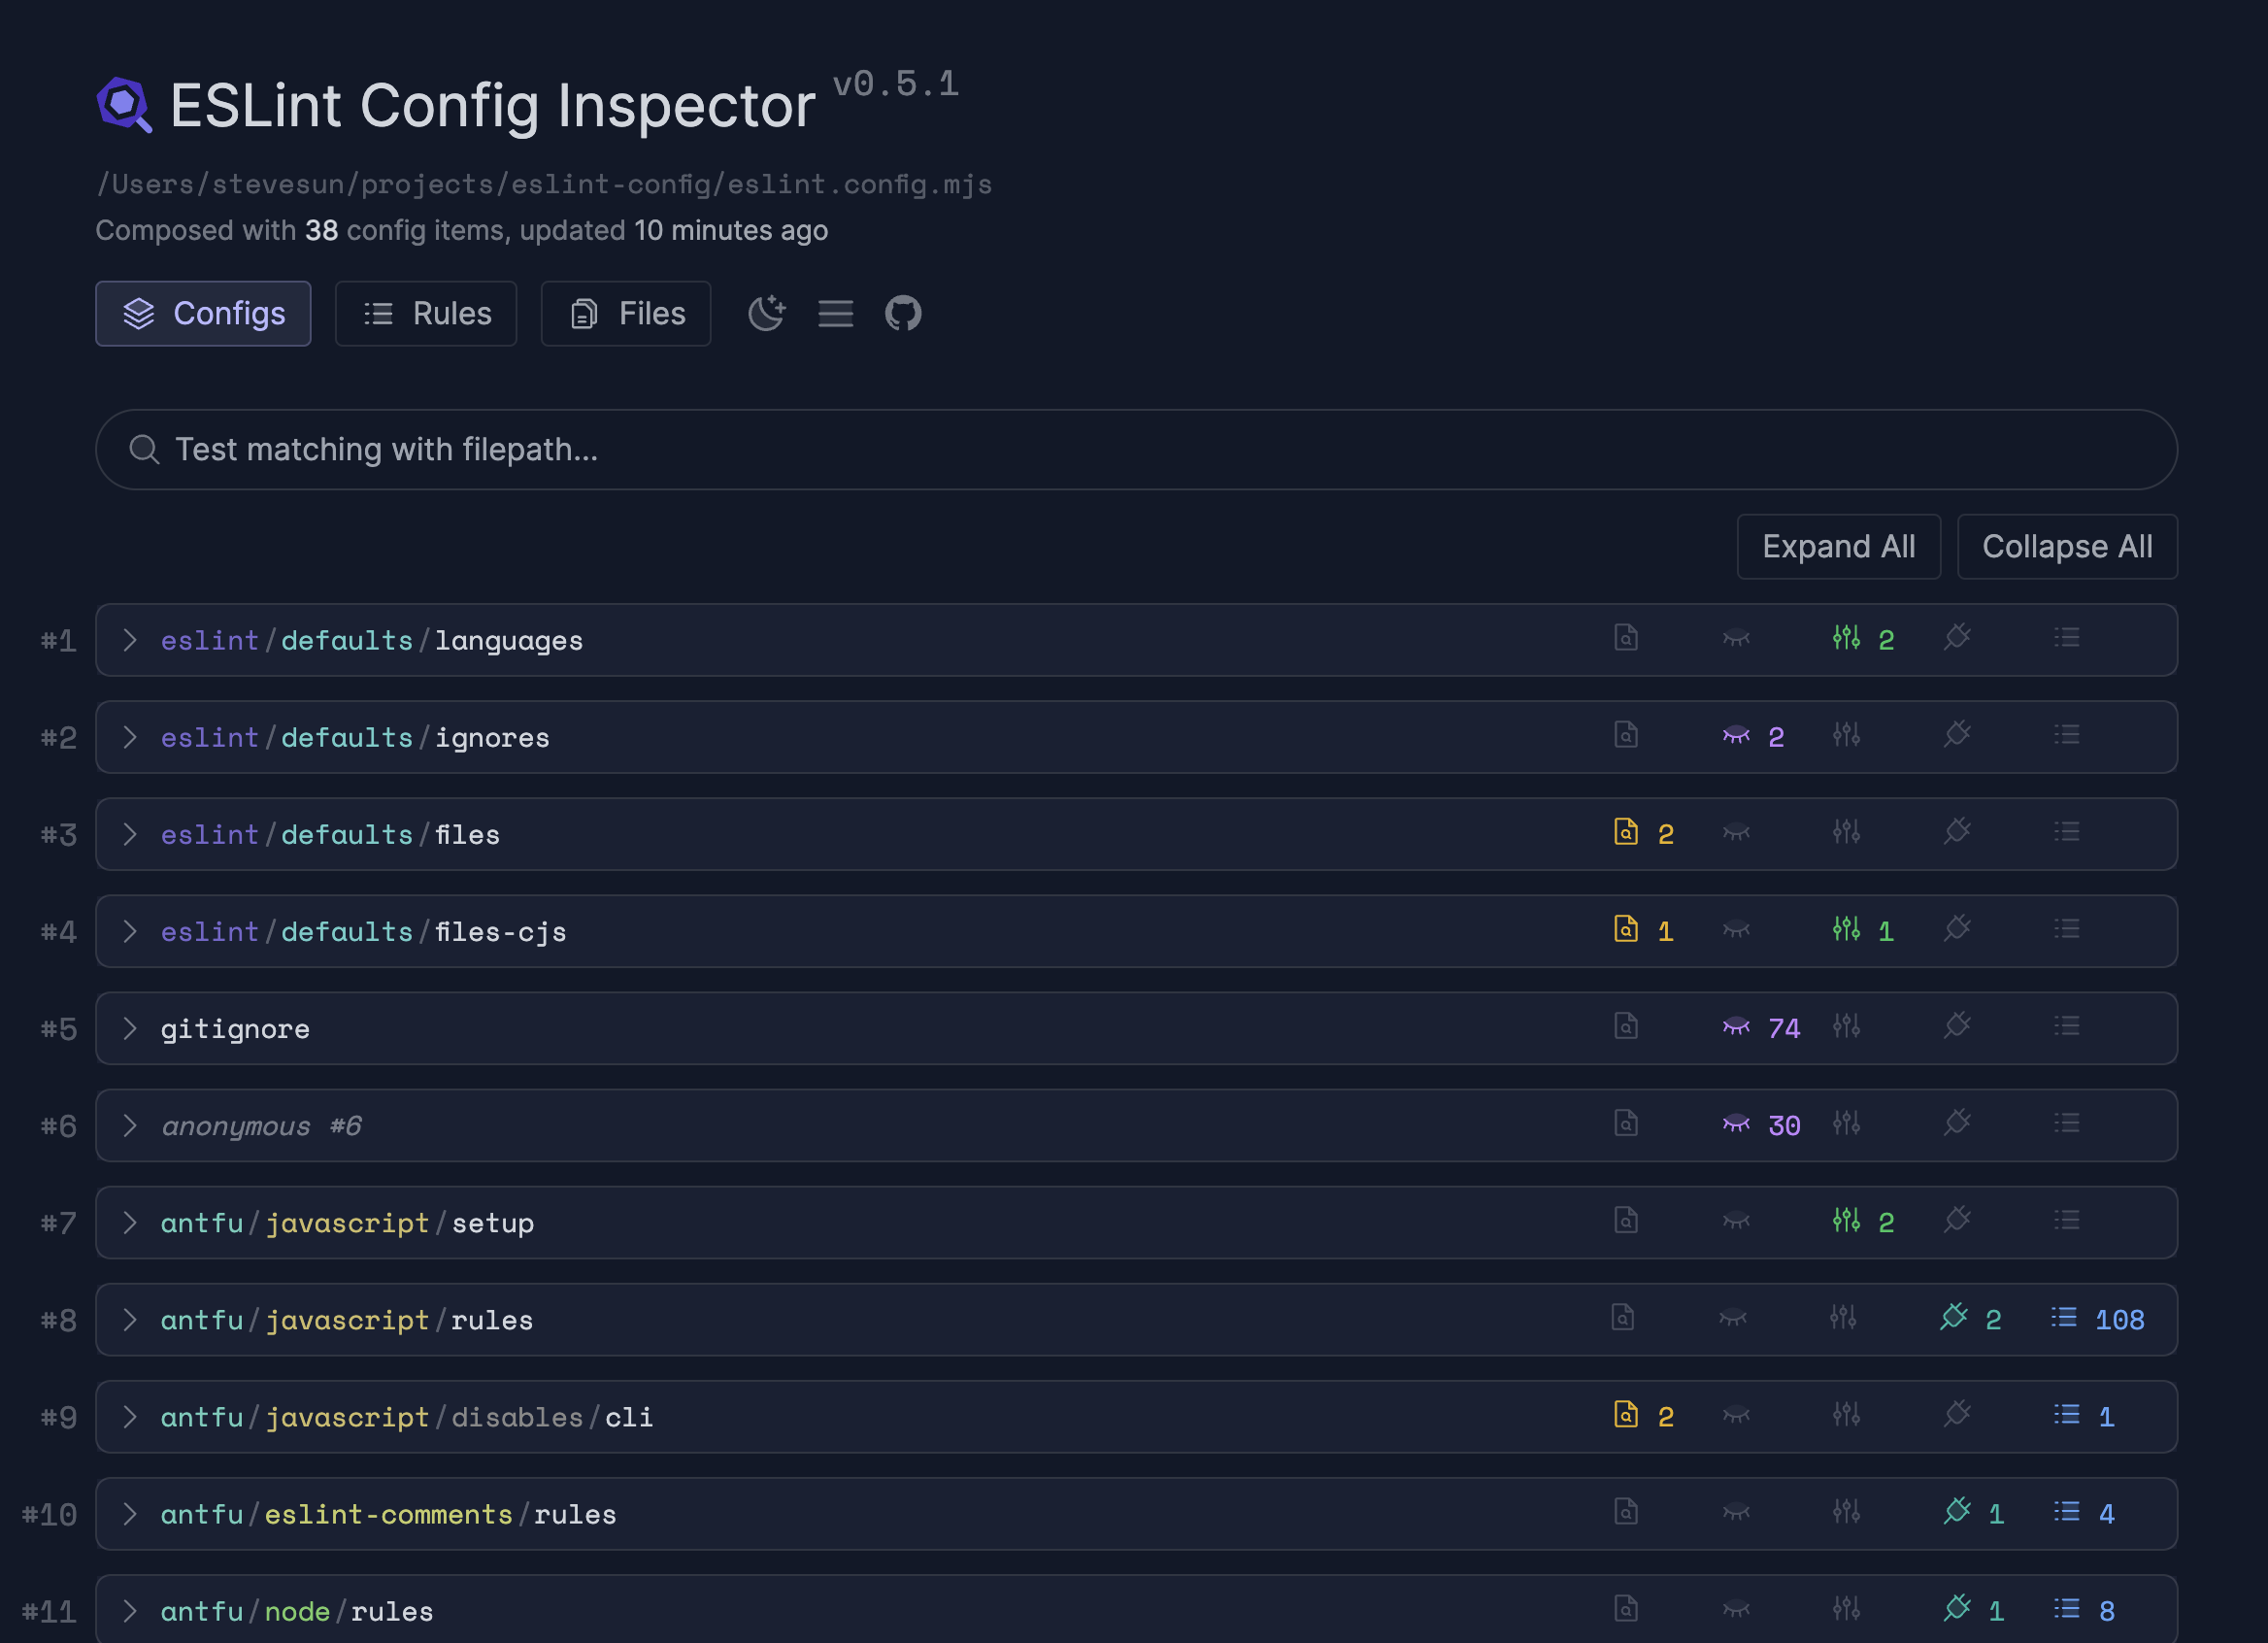 ESLint Config Inspector v0.5.1
/Users/stevesun/projects/eslint-config/eslint.config.mjs
Composed with 38 config items, updated 10 minutes ago
Configs Rules Files
Test matching with filepath...
Expand All Collapse All
#1 eslint/defaults/languages 2
#2 eslint/defaults/ignores 2
#3 eslint/defaults/files 2
#4 eslint/defaults/files-cjs 1 1
#5 gitignore 74
#6 anonymous #6 30
#7 antfu/javascript/setup 2
#8 antfu/javascript/rules 2 108
#9 antfu/javascript/disables/cli 2 1
#10 antfu/eslint-comments/rules 1 4
#11 antfu/node/rules 1 8